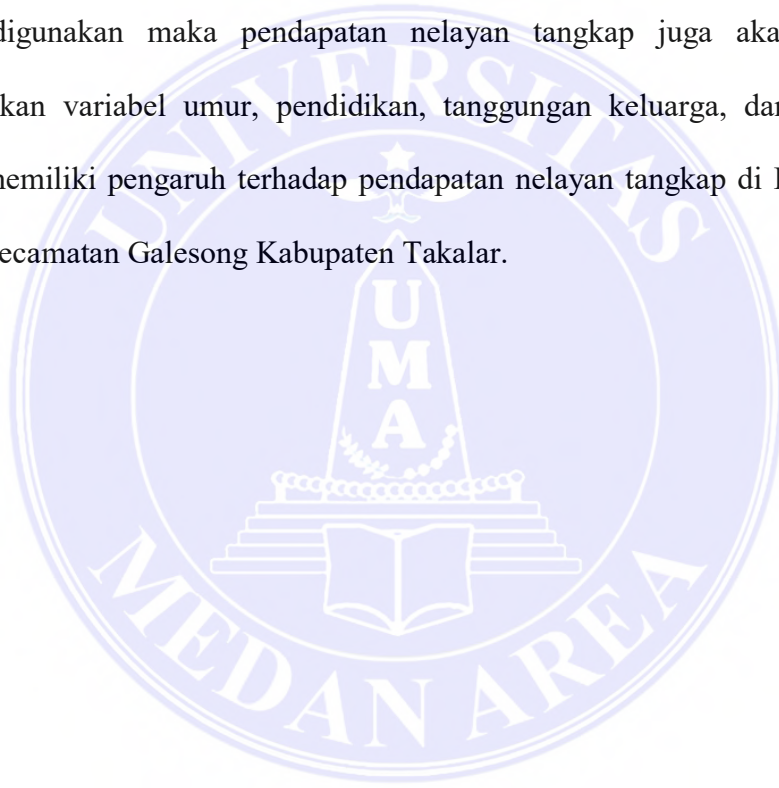 digunakan maka pendapatan nelayan tangkap juga aka
kan variabel umur, pendidikan, tanggungan keluarga, dan
memiliki pengaruh terhadap pendapatan nelayan tangkap di
ecamatan Galesong Kabupaten Takalar.
UNIVERSITAS
UMA
MEDAN AREA